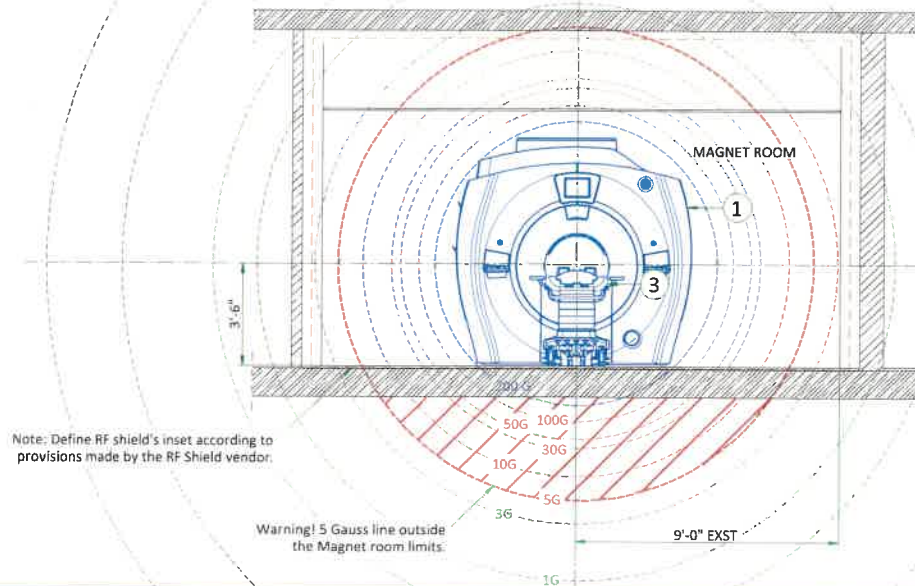 MAGNET ROOM
1
3
3'-6"
200 G
50G
100G
30G
10G
5G
3G
Note: Define RF shield's inset according to
provisions made by the RF Shield vendor.
Warning! 5 Gauss line outside
the Magnet room limits.
9'-0" EXST
1G